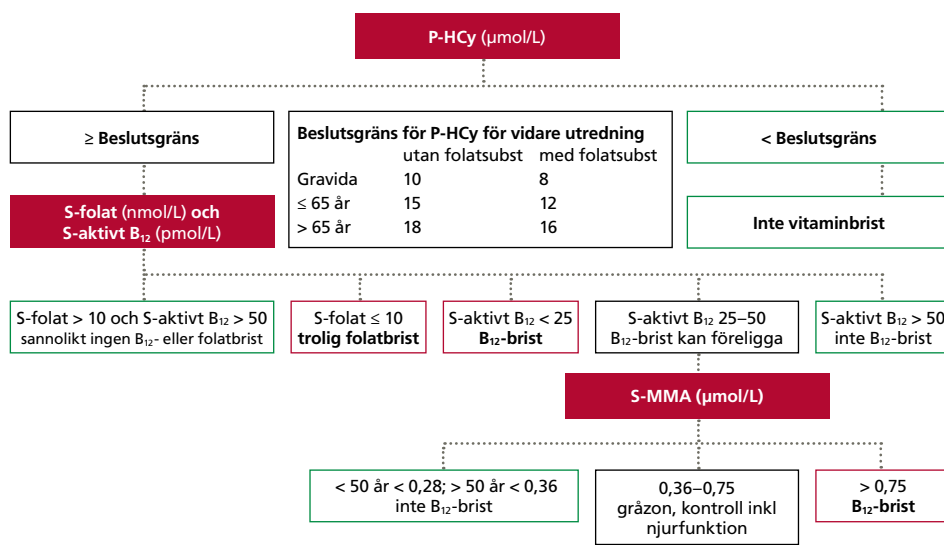 P-HCy (µmol/L)
≥ Beslutsgräns
Beslutsgräns för P-HCy för vidare utredning
utan folatsubst med folatsubst
Gravida 10 8
≤ 65 år 15 12
> 65 år 18 16
< Beslutsgräns
S-folat (nmol/L) och
S-aktivt B₁₂ (pmol/L)
Inte vitaminbrist
S-folat > 10 och S-aktivt B₁₂ > 50
sannolikt ingen B₁₂- eller folatbrist
S-folat ≤ 10
trolig folatbrist
S-aktivt B₁₂ < 25
B₁₂-brist
S-aktivt B₁₂ 25–50
B₁₂-brist kan föreligga
S-aktivt B₁₂ > 50
inte B₁₂-brist
S-MMA (µmol/L)
< 50 år < 0,28; > 50 år < 0,36
inte B₁₂-brist
0,36–0,75
gråzon, kontroll inkl
njurfunktion
> 0,75
B₁₂-brist